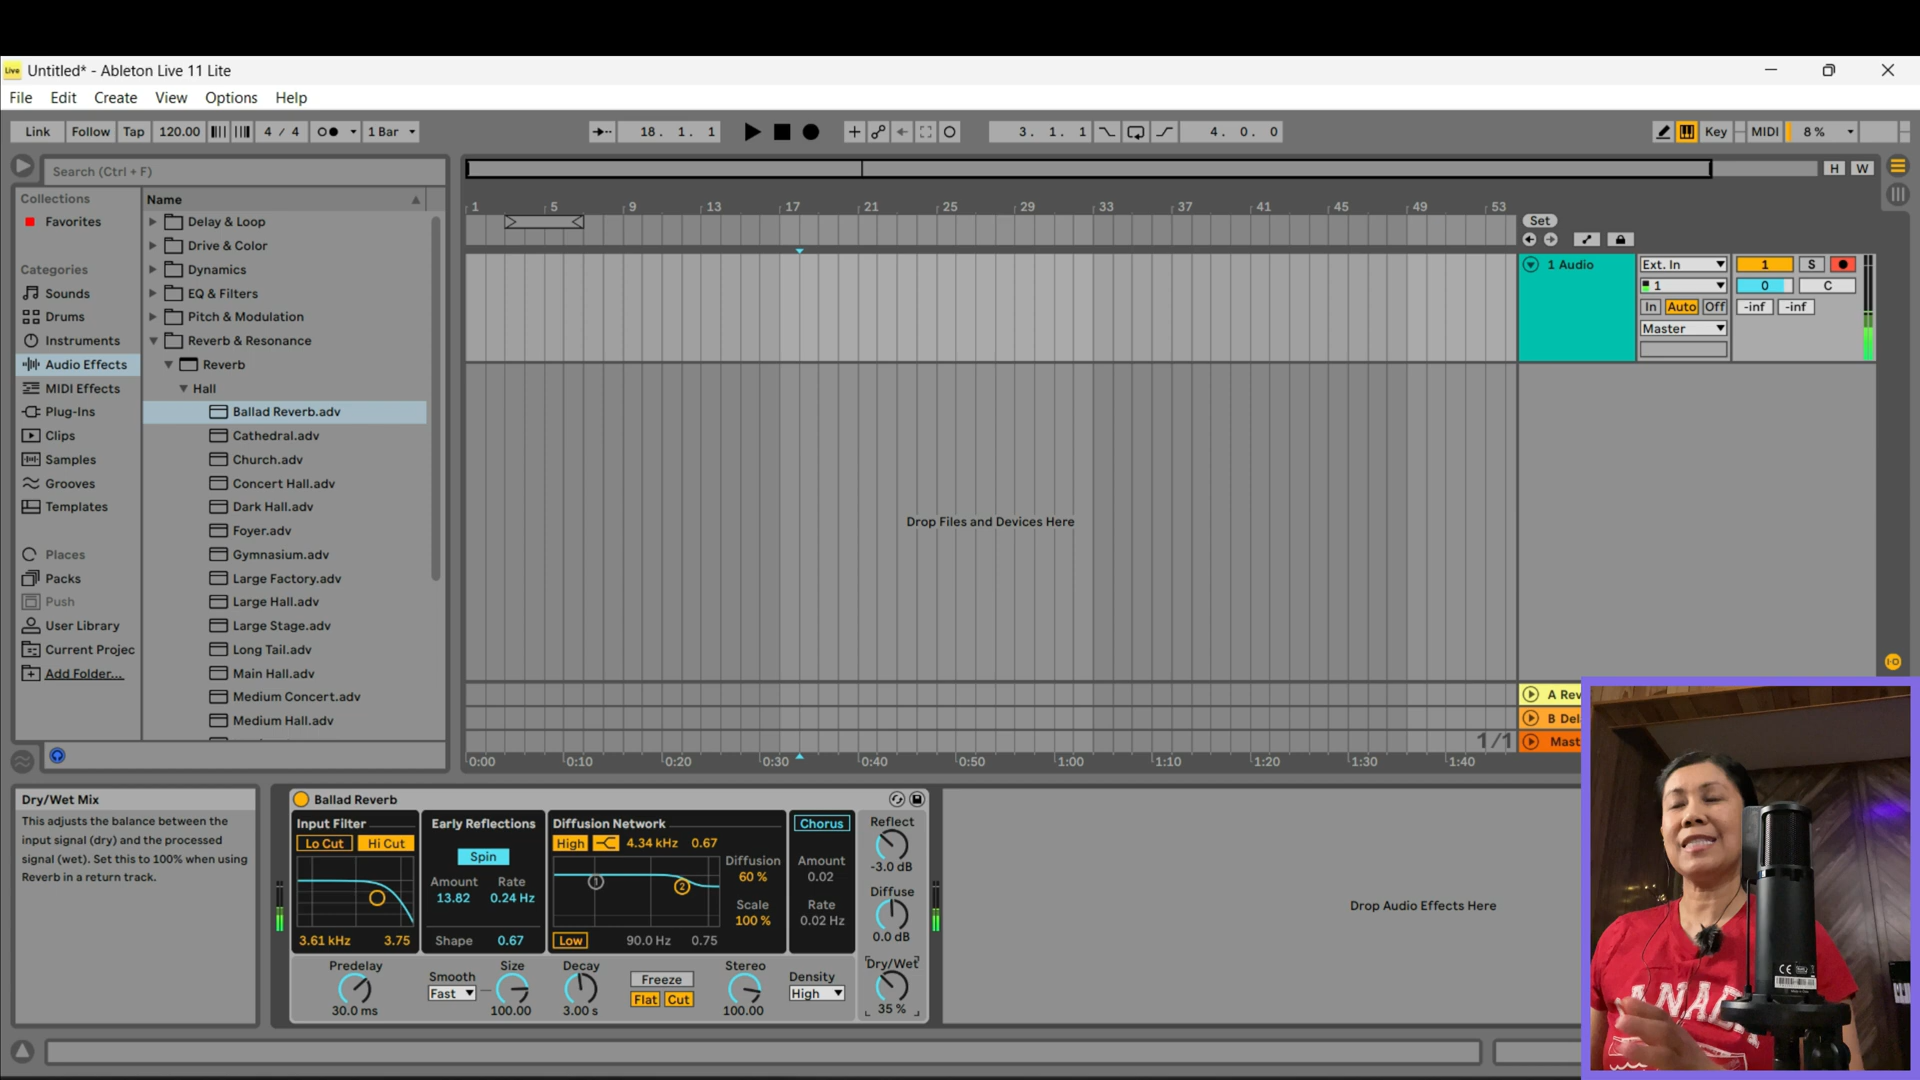 Untitled* - Ableton Live 11 Lite
File Edit Create View Options Help
Link Follow Tap 120.00 4 / 4 1 Bar 18. 1. 1 3. 1. 1 4. 0. 0 Key MIDI 8 %
Search (Ctrl + F)
H W
Collections
Favorites
Categories
Sounds
Drums
Instruments
Audio Effects
MIDI Effects
Plug-Ins
Clips
Samples
Grooves
Templates
Places
Packs
Push
User Library
Current Projec
Add Folder...
Name
Delay & Loop
Drive & Color
Dynamics
EQ & Filters
Pitch & Modulation
Reverb & Resonance
Reverb
Hall
Ballad Reverb.adv
Cathedral.adv
Church.adv
Concert Hall.adv
Dark Hall.adv
Foyer.adv
Gymnasium.adv
Large Factory.adv
Large Hall.adv
Large Stage.adv
Long Tail.adv
Main Hall.adv
Medium Concert.adv
Medium Hall.adv
1 5 9 13 17 21 25 29 33 37 41 45 49 53
Set
1 Audio Ext. In 1 S
1 0 C
In Auto Off -inf -inf
Master
Drop Files and Devices Here
A Rev
B Del
1/1 Mast
0:00 0:10 0:20 0:30 0:40 0:50 1:00 1:10 1:20 1:30 1:40
Dry/Wet Mix
This adjusts the balance between the
input signal (dry) and the processed
signal (wet). Set this to 100% when using
Reverb in a return track.
Ballad Reverb
Input Filter
Lo Cut Hi Cut
3.61 kHz 3.75
Early Reflections
Spin
Amount Rate
13.82 0.24 Hz
Shape 0.67
Diffusion Network
High 4.34 kHz 0.67
1 2
Diffusion
60 %
Scale
100 %
Low 90.0 Hz 0.75
Chorus
Amount
0.02
Rate
0.02 Hz
Reflect
-3.0 dB
Diffuse
0.0 dB
Dry/Wet
35 %
Predelay
30.0 ms
Smooth
Fast
Size
100.00
Decay
3.00 s
Freeze
Flat Cut
Stereo
100.00
Density
High
Drop Audio Effects Here